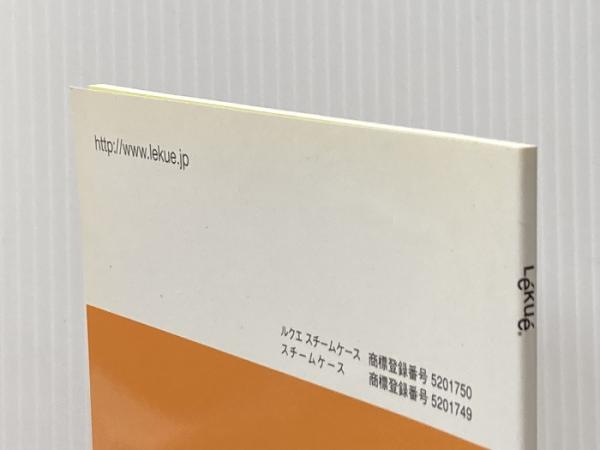 http://www.lekue.jp
ルクエ スチームケース 商標登録番号 5201750
スチームケース 商標登録番号 5201749
Lékué.